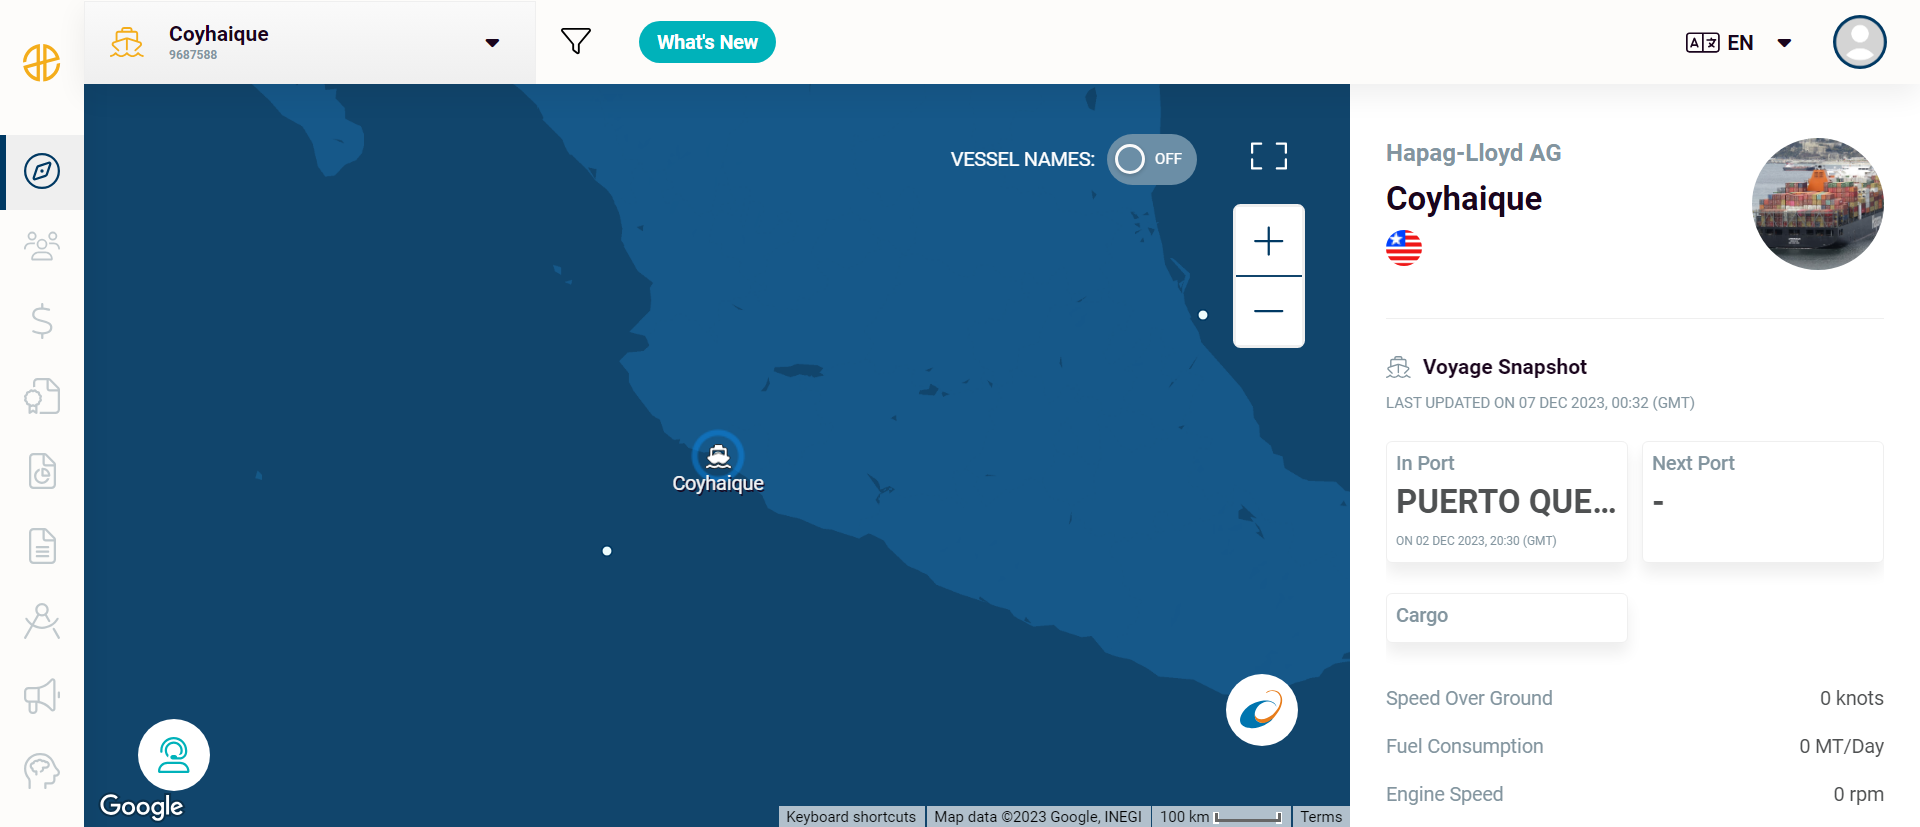 Coyhaique
9687588
What's New
EN
VESSEL NAMES:
OFF
Coyhaique
Google
Keyboard shortcuts
Map data ©2023 Google, INEGI
100 km
Terms
Hapag-Lloyd AG
Coyhaique
Voyage Snapshot
LAST UPDATED ON 07 DEC 2023, 00:32 (GMT)
In Port
PUERTO QUE...
ON 02 DEC 2023, 20:30 (GMT)
Next Port
-
Cargo
Speed Over Ground
0 knots
Fuel Consumption
0 MT/Day
Engine Speed
0 rpm